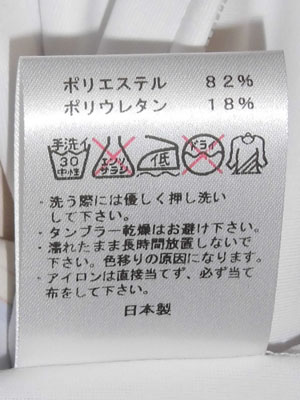 ポリエステル 82%
ポリウレタン 18%
手洗イ 30 中性 エンソ サラシ 低 ドライ
・洗う際には優しく押し洗い
して下さい。
・タンブラー乾燥はお避け下さい。
・濡れたまま長時間放置しないで
下さい。色移りの原因になります。
・アイロンは直接当てず、必ず当て
布をして下さい。
日本製